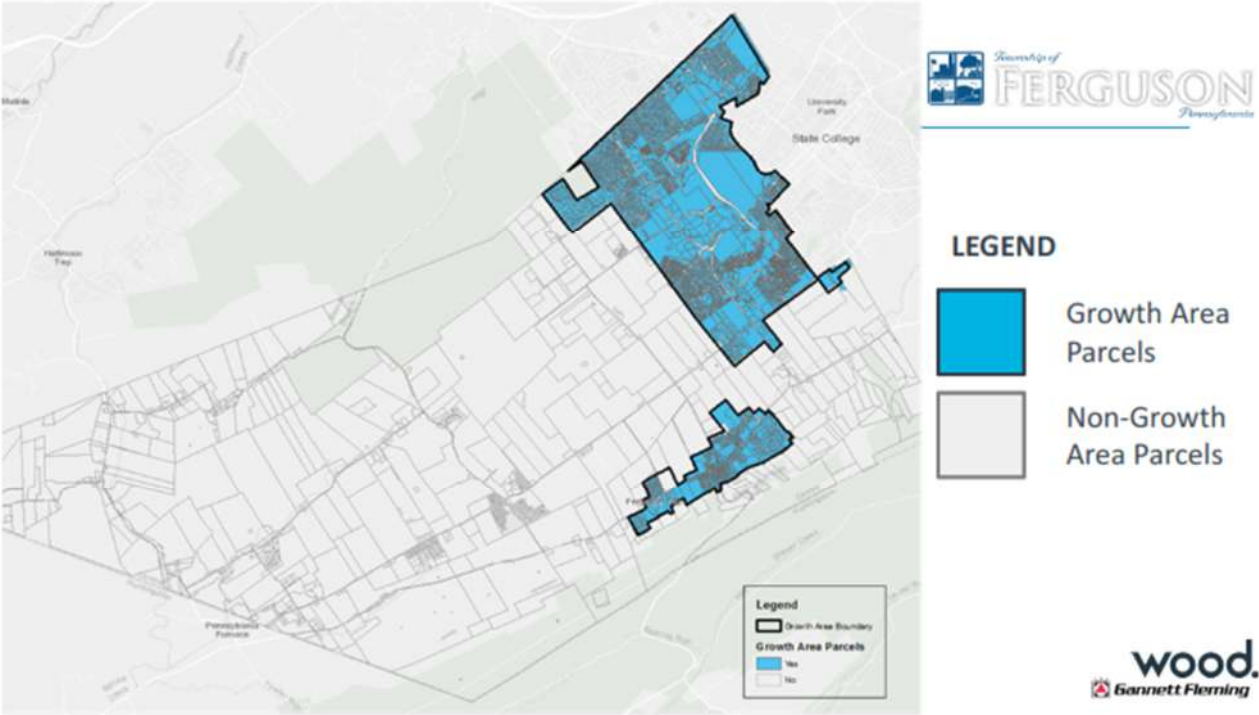 Township of
FERGUSON
Pennsylvania
University
Park
State College
LEGEND
Growth Area
Parcels
Non-Growth
Area Parcels
Pennsylvania
Furnace
Legend
Growth Area Boundary
Growth Area Parcels
Yes
No
wood.
Gannett Fleming